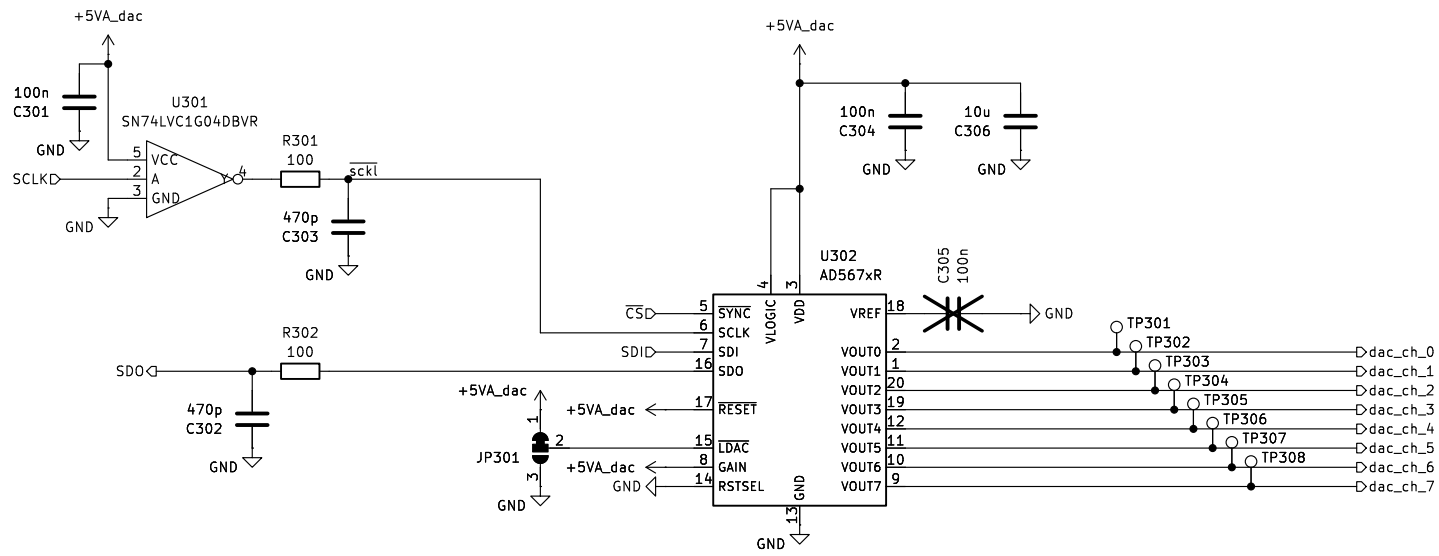 +5VA_dac
100n
C301
GND
U301
SN74LVC1G04DBVR
5 VCC
SCLK 2 A
3 GND
GND
Y 4
R301
100
sckl
470p
C303
GND
+5VA_dac
100n
C304
GND
10u
C306
GND
U302
AD567xR
4 VLOGIC
3 VDD
C305
100n
CS 5 SYNC
6 SCLK
SDI 7 SDI
16 SDO
+5VA_dac 17 RESET
15 LDAC
+5VA_dac 8 GAIN
GND 14 RSTSEL
GND 13
GND
VREF 18 GND
VOUT0 2 TP301 dac_ch_0
VOUT1 1 TP302 dac_ch_1
VOUT2 20 TP303 dac_ch_2
VOUT3 19 TP304 dac_ch_3
VOUT4 12 TP305 dac_ch_4
VOUT5 11 TP306 dac_ch_5
VOUT6 10 TP307 dac_ch_6
VOUT7 9 TP308 dac_ch_7
R302
100
SDO
470p
C302
GND
+5VA_dac
1
2
JP301
3
GND